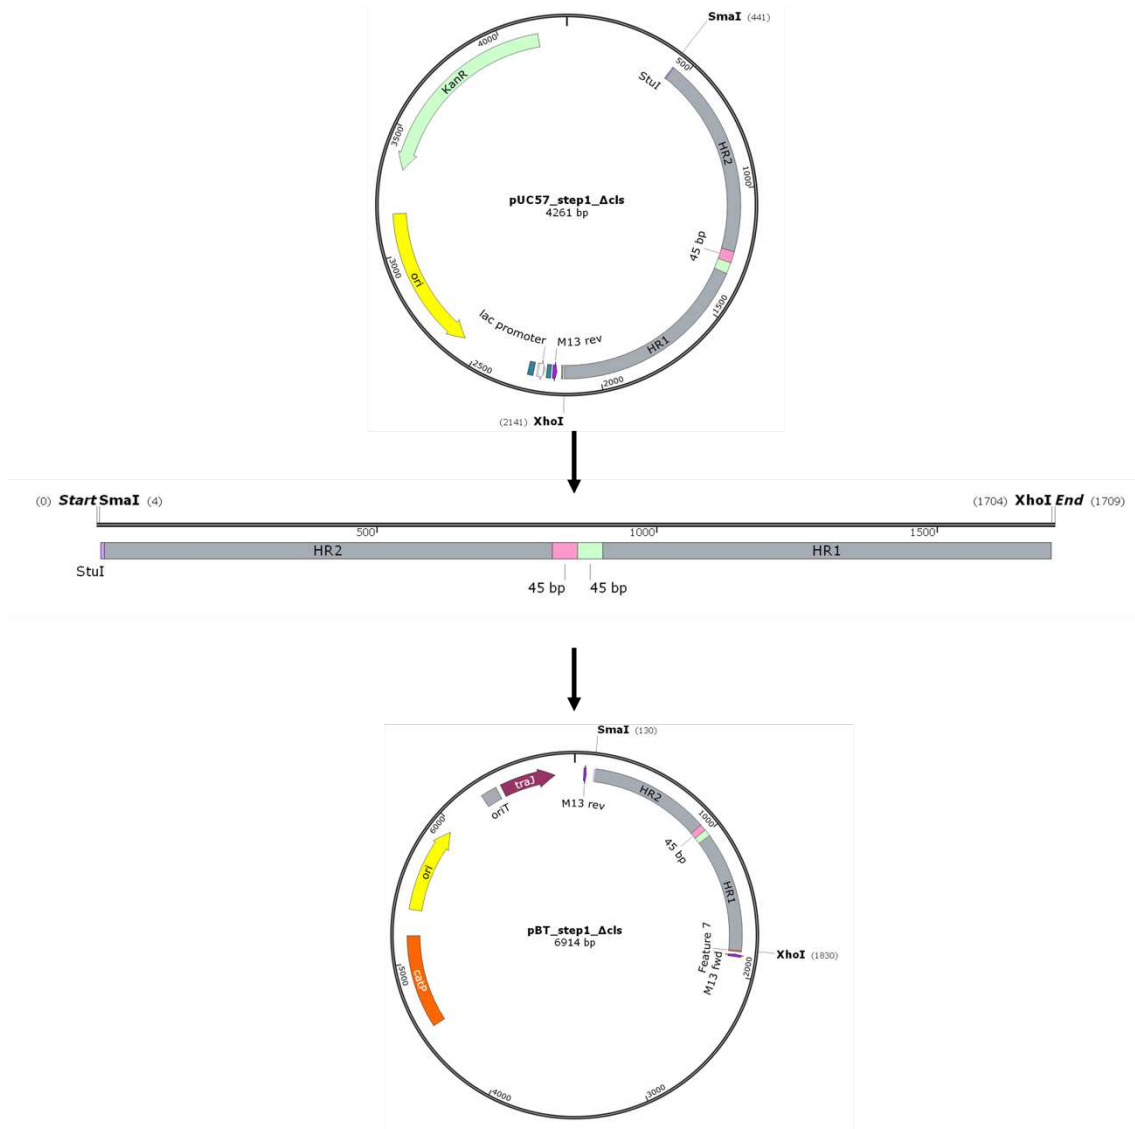 SmaI (441)
4000
500
KanR
StuI
3500
HR2
1000
pUC57_step1_Δcls
4261 bp
45 bp
3000
ori
1500
lac promoter
M13 rev
HR1
2500
2000
(2141) XhoI
(0) Start SmaI (4)
(1704) XhoI End (1709)
500
1000
1500
HR2
HR1
StuI
45 bp
45 bp
SmaI (130)
traJ
oriT
M13 rev
HR2
6000
1000
45 bp
ori
HR1
pBT_step1_Δcls
6914 bp
Feature 7
M13 fwd
XhoI (1830)
5000
catP
2000
4000
3000